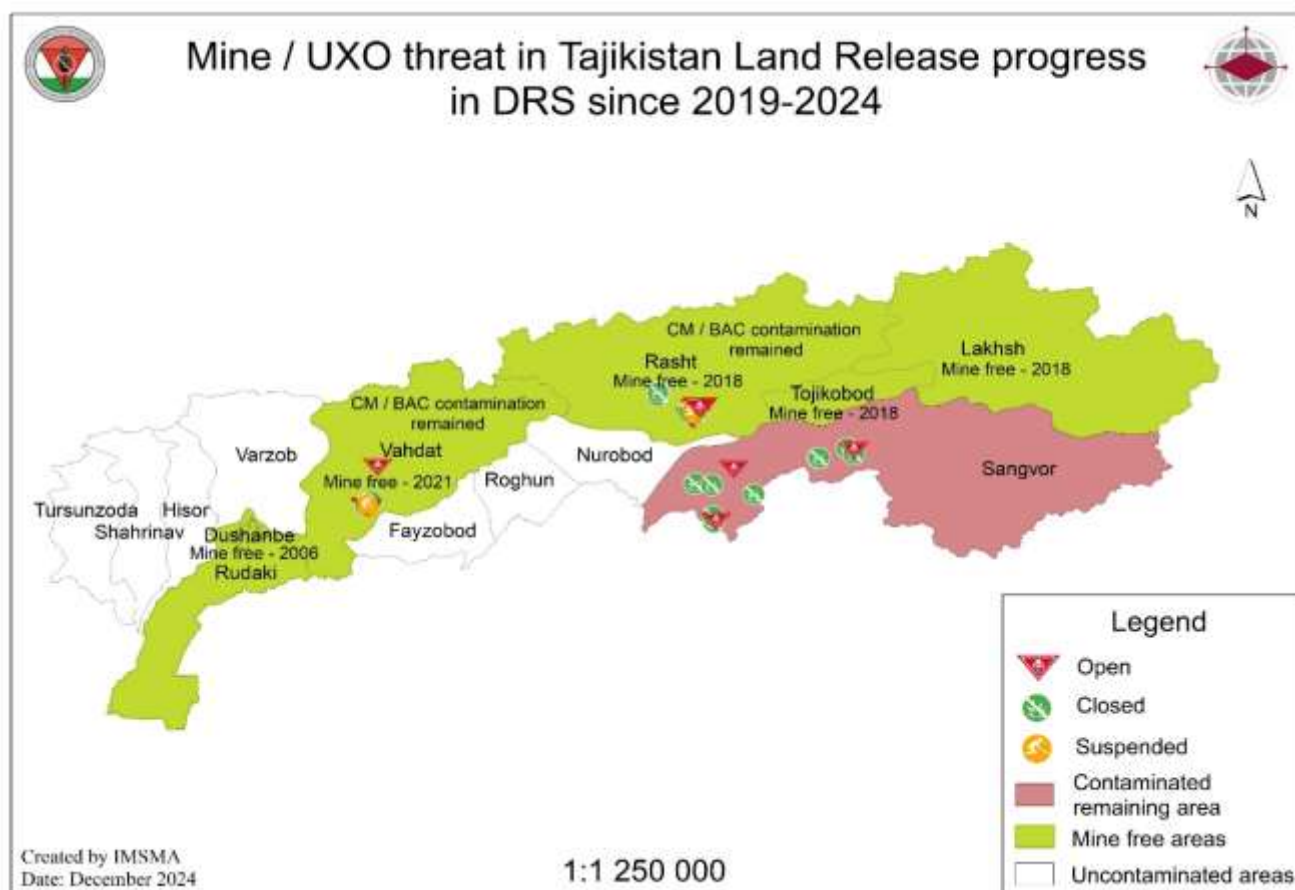 Mine / UXO threat in Tajikistan Land Release progress
in DRS since 2019-2024
N
CM / BAC contamination
remained
Rasht
Mine free - 2018
Lakhsh
Mine free - 2018
Tojikobod
Mine free - 2018
CM / BAC contamination
remained
Vahdat
Mine free - 2021
Varzob
Nurobod
Roghun
Sangvor
Tursunzoda
Shahrinav
Hisor
Dushanbe
Mine free - 2006
Rudaki
Fayzobod
Legend
Open
Closed
Suspended
Contaminated
remaining area
Mine free areas
Uncontaminated areas
Created by IMSMA
Date: December 2024
1:1 250 000